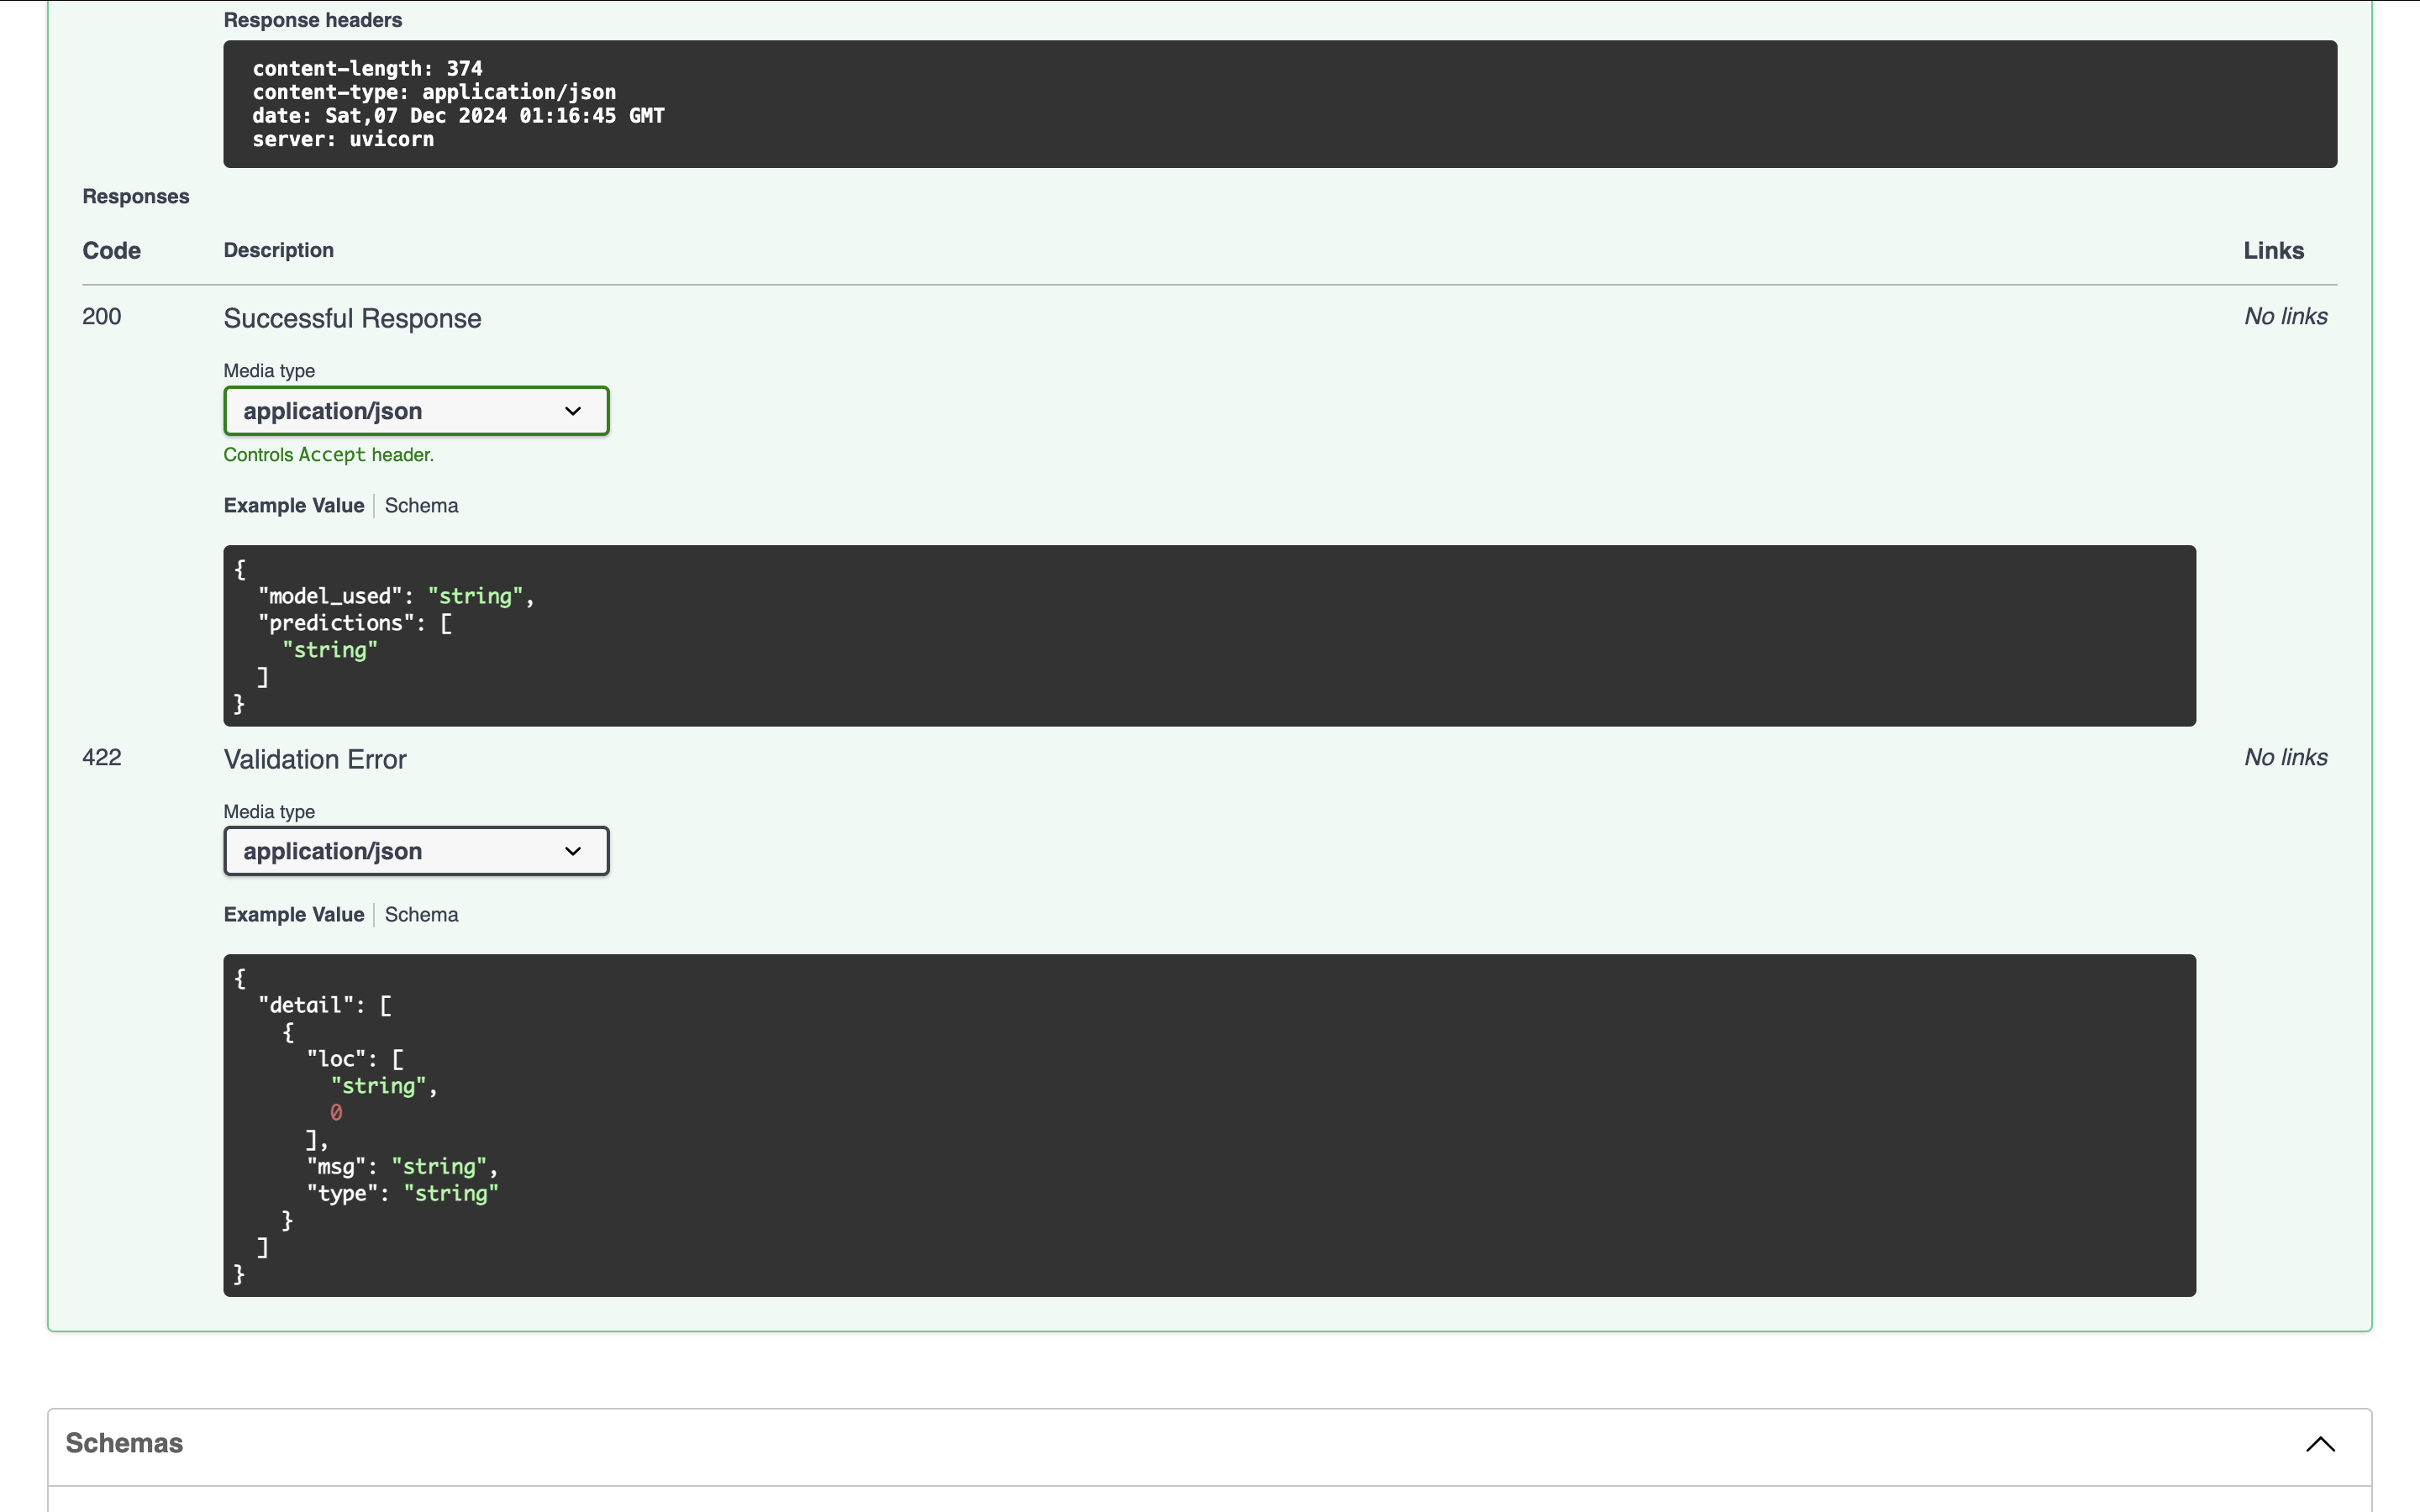 Response headers
content-length: 374
content-type: application/json
date: Sat,07 Dec 2024 01:16:45 GMT
server: uvicorn
Responses
Code Description Links
200 Successful Response No links
Media type
application/json
Controls Accept header.
Example Value Schema
{
  "model_used": "string",
  "predictions": [
    "string"
  ]
}
422 Validation Error No links
Media type
application/json
Example Value Schema
{
  "detail": [
    {
      "loc": [
        "string",
        0
      ],
      "msg": "string",
      "type": "string"
    }
  ]
}
Schemas